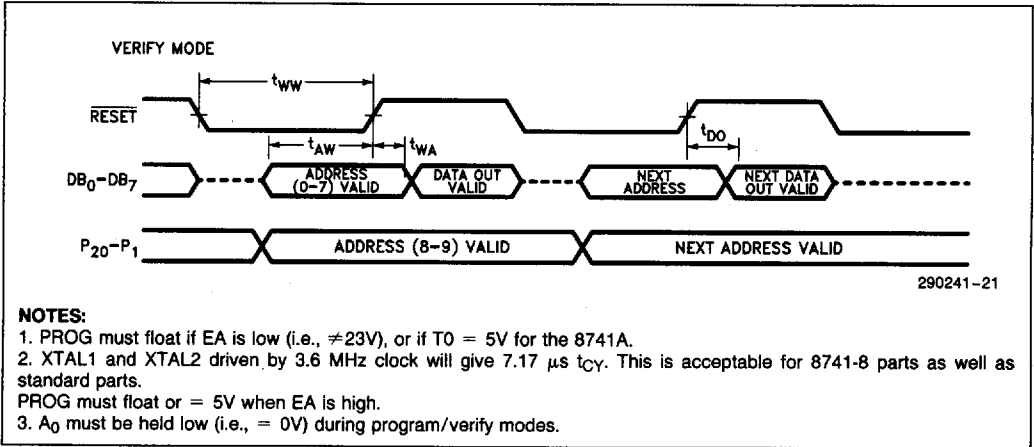 VERIFY MODE
tWW
RESET
tAW
tWA
tDO
DB0–DB7
ADDRESS
(0–7) VALID
DATA OUT
VALID
NEXT
ADDRESS
NEXT DATA
OUT VALID
P20–P1
ADDRESS (8–9) VALID
NEXT ADDRESS VALID
290241–21
NOTES:
1. PROG must float if EA is low (i.e., ≠23V), or if T0 = 5V for the 8741A.
2. XTAL1 and XTAL2 driven by 3.6 MHz clock will give 7.17 μs tCY. This is acceptable for 8741-8 parts as well as
standard parts.
PROG must float or = 5V when EA is high.
3. A0 must be held low (i.e., = 0V) during program/verify modes.